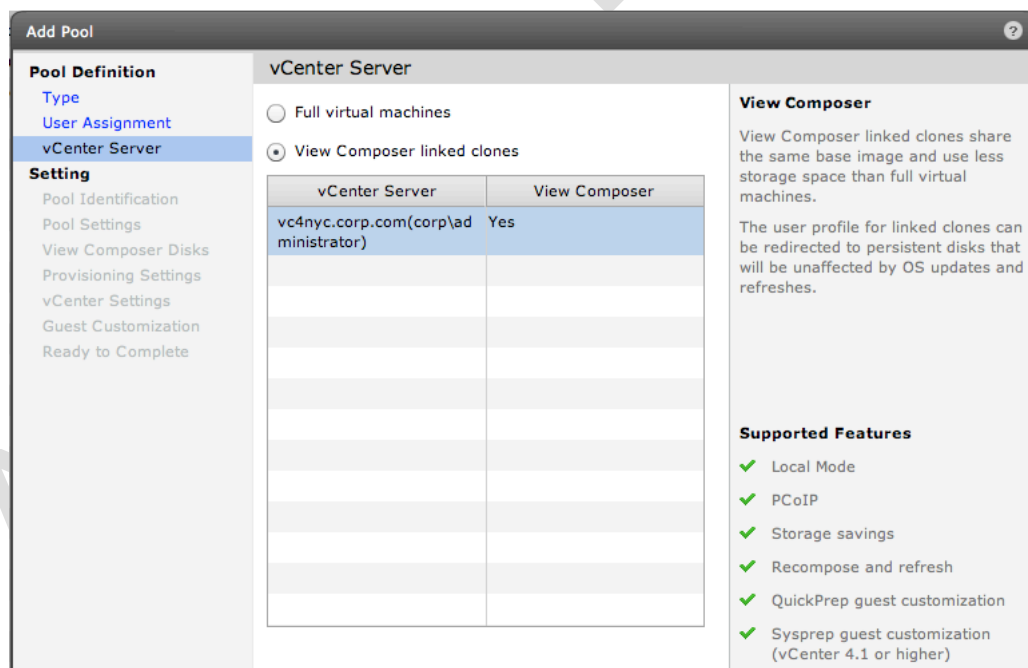 Add Pool
?
Pool Definition
Type
User Assignment
vCenter Server
Setting
Pool Identification
Pool Settings
View Composer Disks
Provisioning Settings
vCenter Settings
Guest Customization
Ready to Complete
vCenter Server
Full virtual machines
View Composer linked clones
vCenter Server View Composer
vc4nyc.corp.com(corp\ad Yes
ministrator)
View Composer
View Composer linked clones share
the same base image and use less
storage space than full virtual
machines.
The user profile for linked clones can
be redirected to persistent disks that
will be unaffected by OS updates and
refreshes.
Supported Features
Local Mode
PCoIP
Storage savings
Recompose and refresh
QuickPrep guest customization
Sysprep guest customization
(vCenter 4.1 or higher)